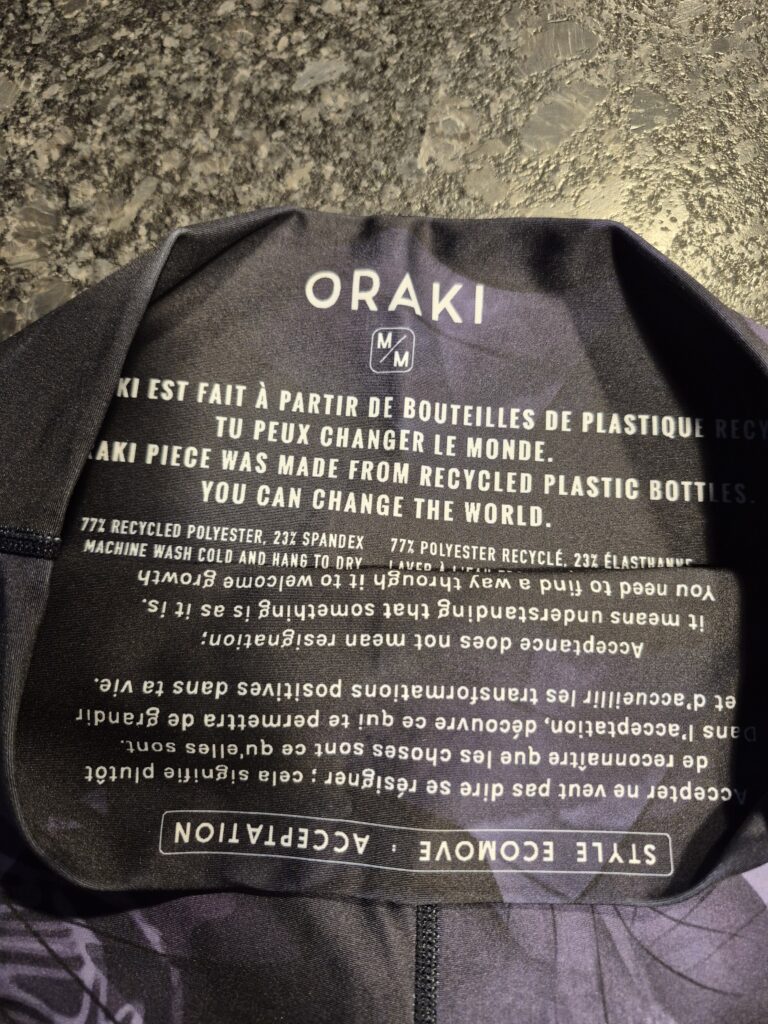 ORAKI
M/M
KI EST FAIT À PARTIR DE BOUTEILLES DE PLASTIQUE RECY
TU PEUX CHANGER LE MONDE.
RAKI PIECE WAS MADE FROM RECYCLED PLASTIC BOTTLES.
YOU CAN CHANGE THE WORLD.
77% RECYCLED POLYESTER, 23% SPANDEX
MACHINE WASH COLD AND HANG TO DRY
77% POLYESTER RECYCLÉ, 23% ÉLASTHANNE
STYLE ECOMOVE : ACCEPTATION
Accepter ne veut pas dire se résigner ; cela signifie plutôt
de reconnaître que les choses sont ce qu'elles sont.
Dans l'acceptation, découvre ce qui te permettra de grandir
et d'accueillir les transformations positives dans ta vie.
Acceptance does not mean resignation;
it means understanding that something is as it is.
You need to find a way through it to welcome growth